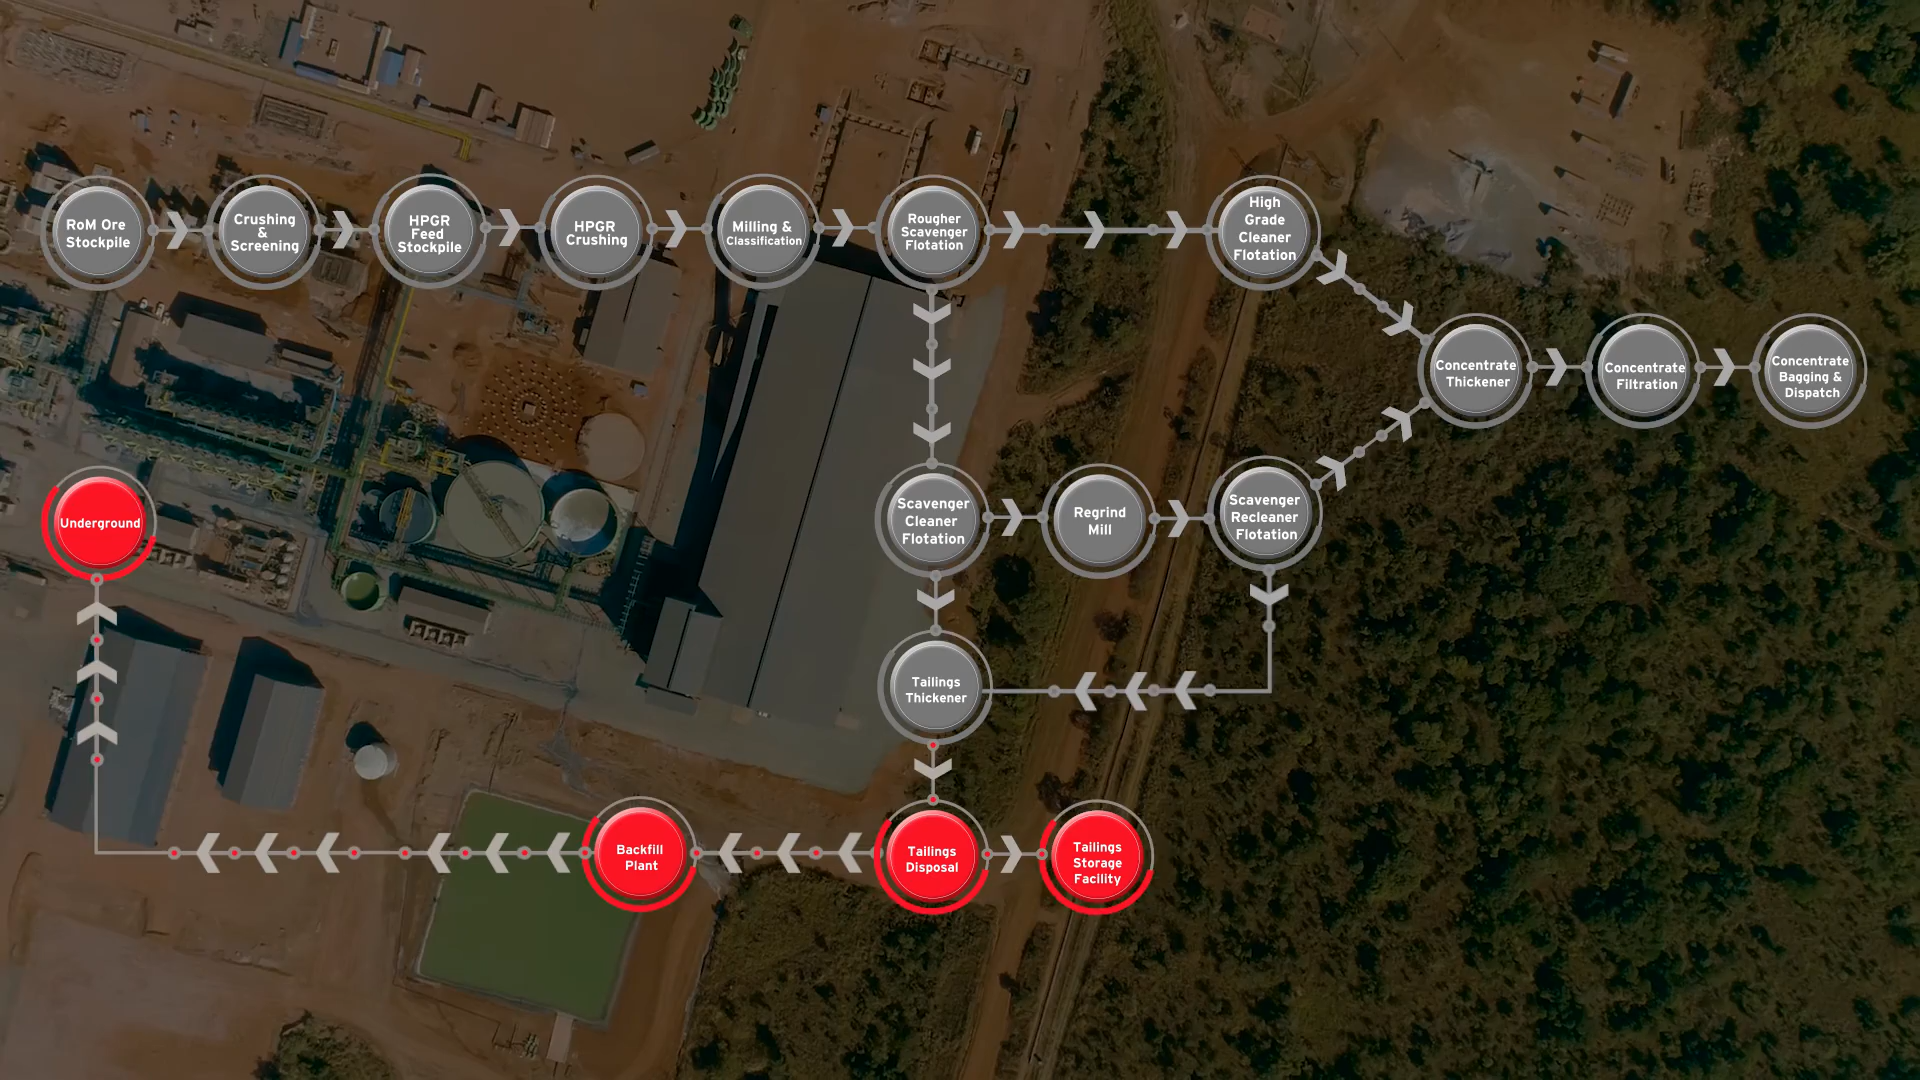 RoM Ore
Stockpile
Crushing
&
Screening
HPGR
Feed
Stockpile
HPGR
Crushing
Milling &
Classification
Rougher
Scavenger
Flotation
High
Grade
Cleaner
Flotation
Concentrate
Thickener
Concentrate
Filtration
Concentrate
Bagging &
Dispatch
Underground
Scavenger
Cleaner
Flotation
Regrind
Mill
Scavenger
Recleaner
Flotation
Tailings
Thickener
Backfill
Plant
Tailings
Disposal
Tailings
Storage
Facility